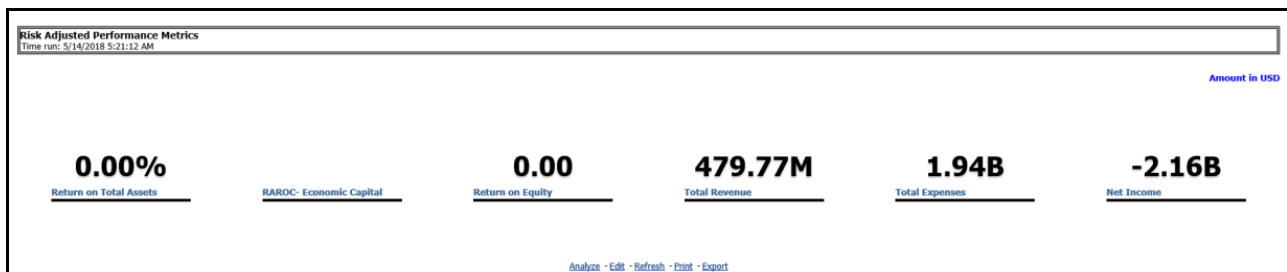 Risk Adjusted Performance Metrics
Time run: 5/14/2018 5:21:12 AM
Amount in USD
0.00% 0.00 479.77M 1.94B -2.16B
Return on Total Assets RAROC- Economic Capital Return on Equity Total Revenue Total Expenses Net Income
Analyze - Edit - Refresh - Print - Export